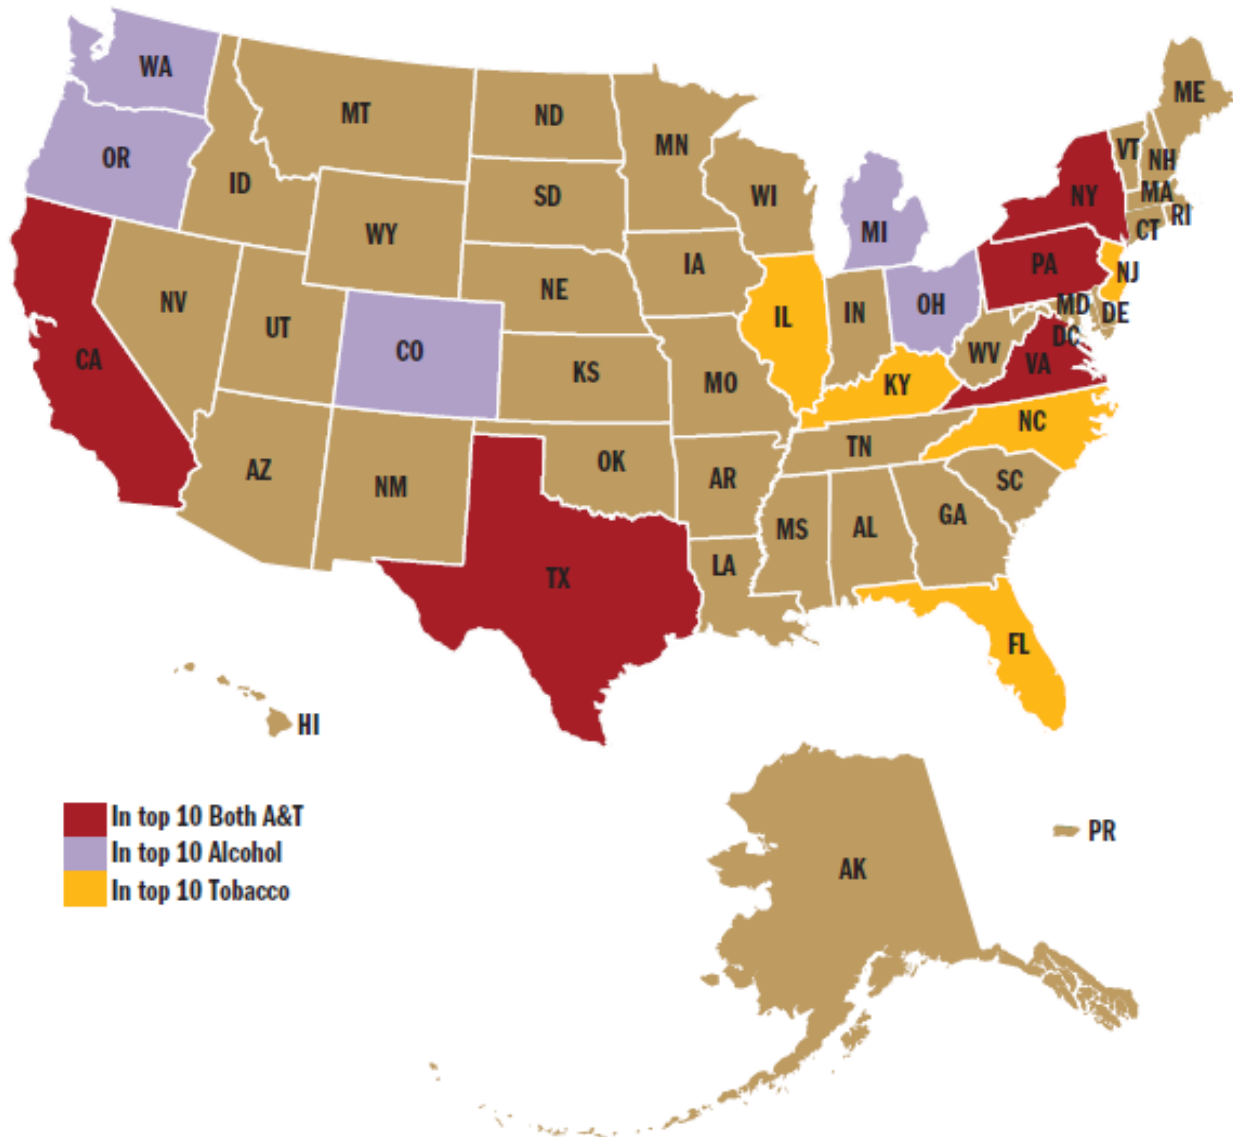 WA
ME
MT
ND
MN
VT
NH
OR
ID
SD
WI
NY
MA
RI
WY
MI
CT
IA
PA
NJ
NE
NV
UT
IL
IN
OH
MD
DE
DC
CO
WV
VA
CA
KS
MO
KY
NC
TN
AZ
NM
OK
AR
SC
MS
AL
GA
LA
TX
FL
HI
In top 10 Both A&T
In top 10 Alcohol
In top 10 Tobacco
PR
AK